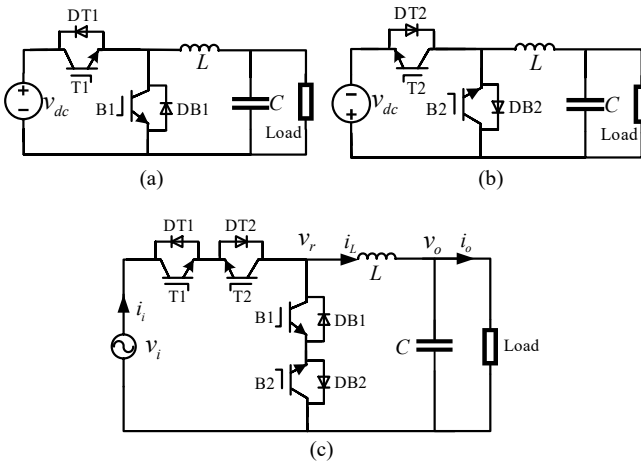 DT1
T1
L
+
−
v_dc
B1
DB1
C
Load
(a)
DT2
T2
L
−
+
v_dc
B2
DB2
C
Load
(b)
DT1
DT2
v_r
i_L
v_o
i_o
T1
T2
L
i_i
B1
DB1
v_i
C
Load
B2
DB2
(c)